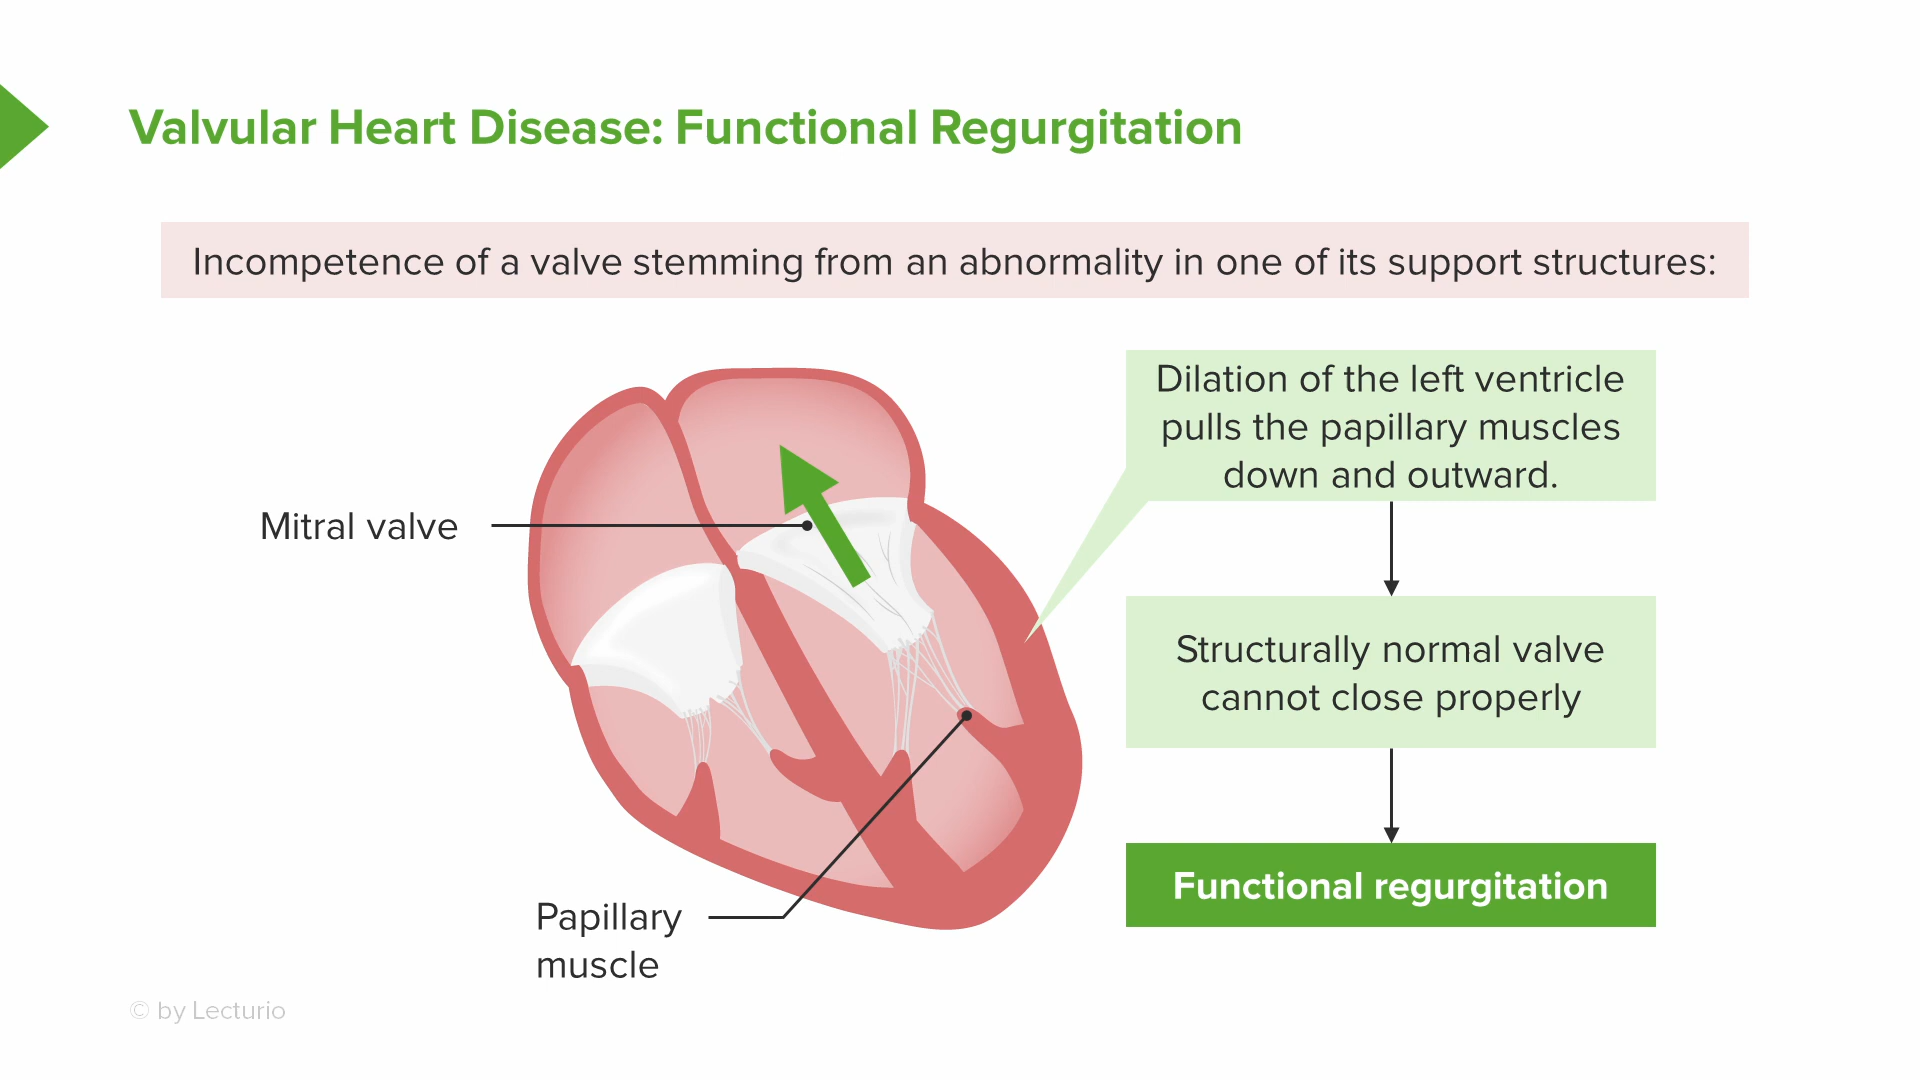 Valvular Heart Disease: Functional Regurgitation
Incompetence of a valve stemming from an abnormality in one of its support structures:
Dilation of the left ventricle
pulls the papillary muscles
down and outward.
Mitral valve
Structurally normal valve
cannot close properly
Functional regurgitation
Papillary
muscle
© by Lecturio